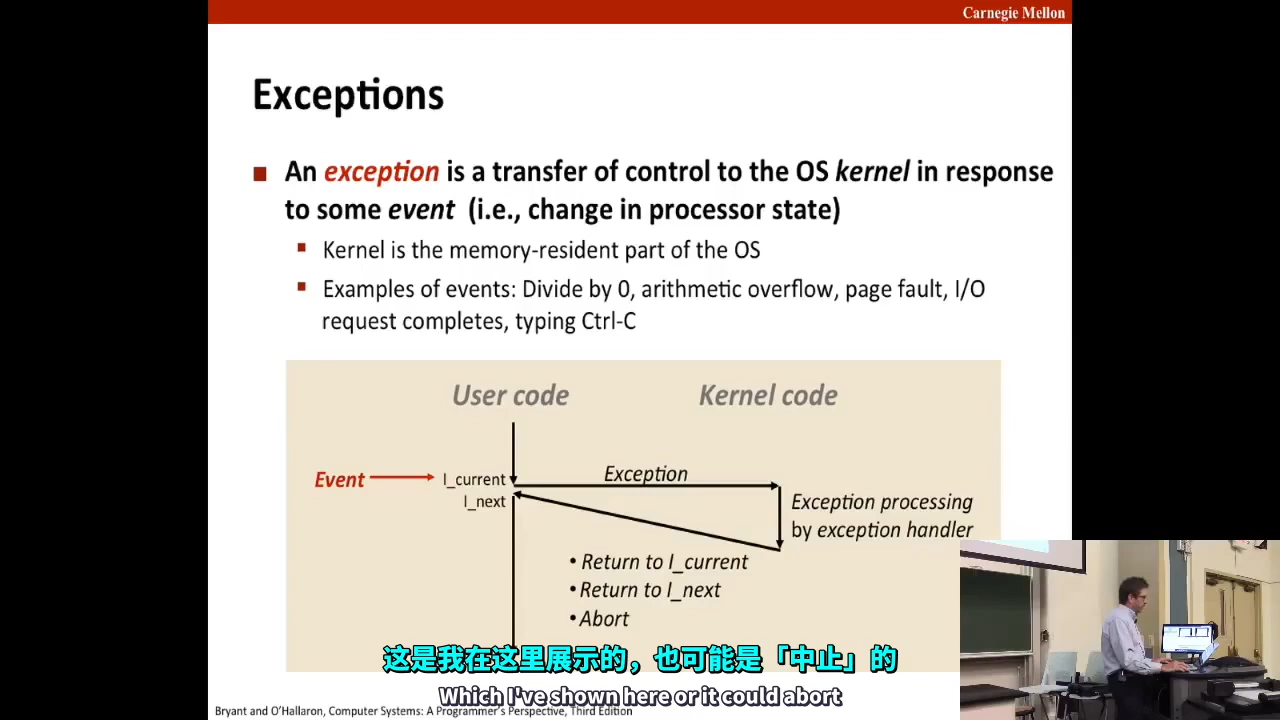 Carnegie Mellon
Exceptions
An exception is a transfer of control to the OS kernel in response
to some event (i.e., change in processor state)
Kernel is the memory-resident part of the OS
Examples of events: Divide by 0, arithmetic overflow, page fault, I/O
request completes, typing Ctrl-C
User code
Kernel code
Event
I_current
I_next
Exception
Exception processing
by exception handler
• Return to I_current
• Return to I_next
• Abort
这是我在这里展示的，也可能是「中止」的
Which I've shown here or it could abort
Bryant and O'Hallaron, Computer Systems: A Programmer's Perspective, Third Edition